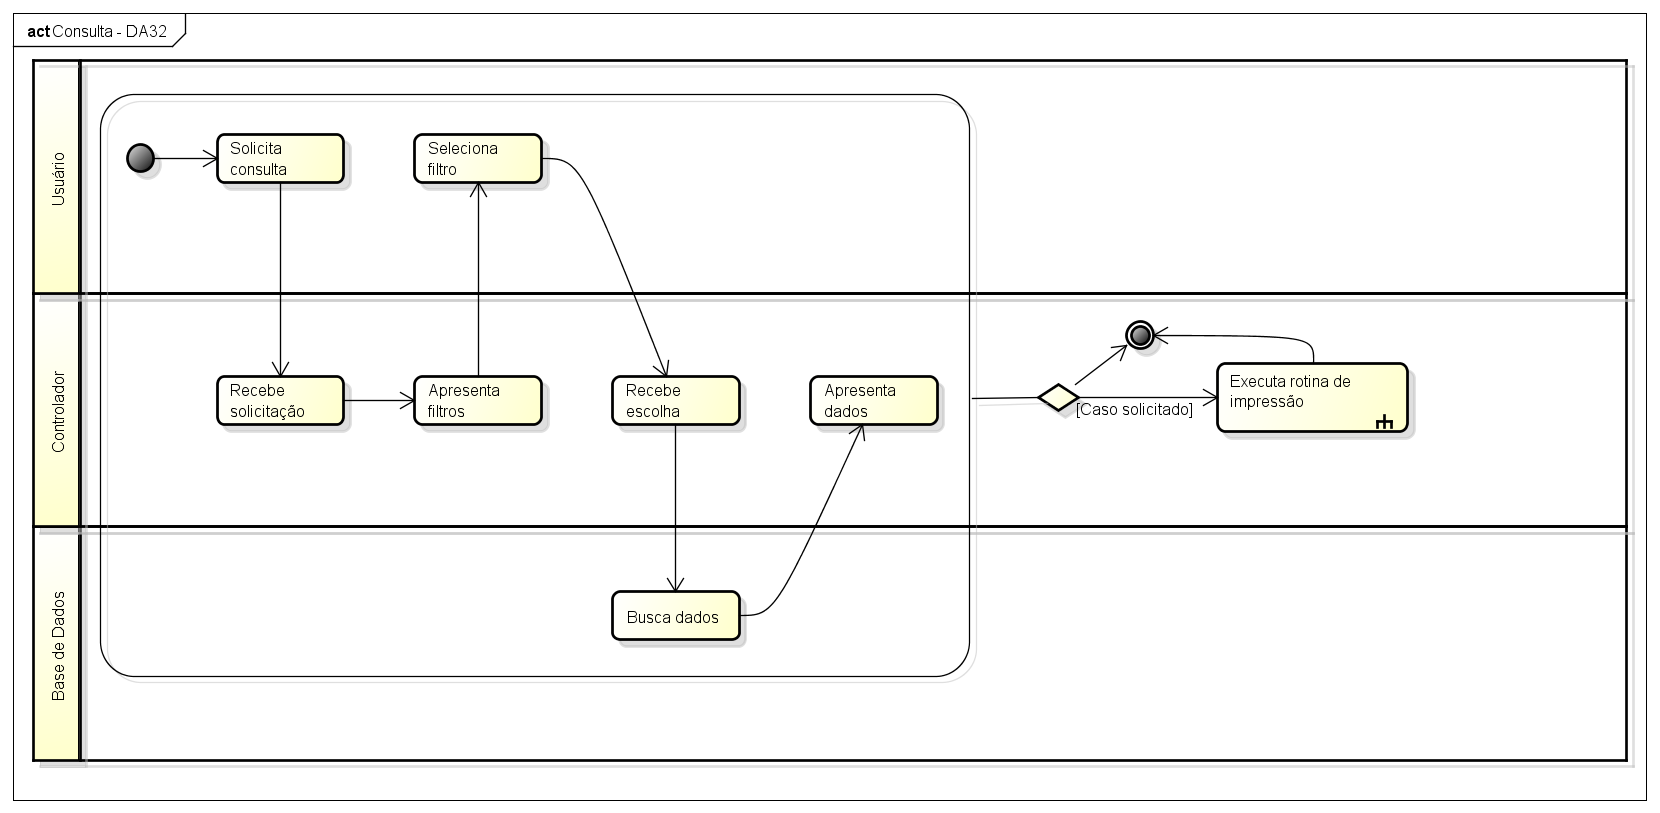 act Consulta - DA32
Usuário
Solicita
consulta
Seleciona
filtro
Controlador
Recebe
solicitação
Apresenta
filtros
Recebe
escolha
Apresenta
dados
[Caso solicitado]
Executa rotina de
impressão
Base de Dados
Busca dados